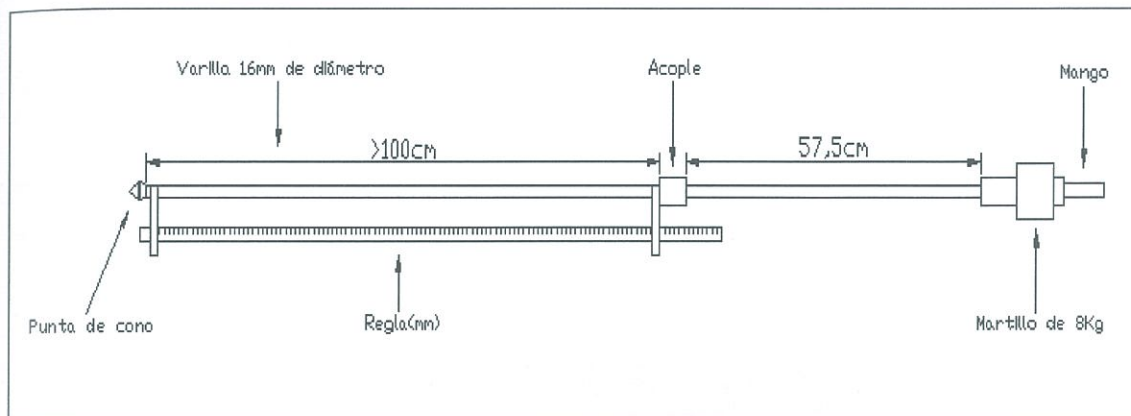 Varilla 16mm de diámetro
Acople
Mango
>100cm
57,5cm
Punta de cono
Regla(mm)
Martillo de 8Kg